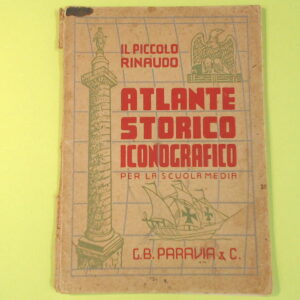 IL PICCOLO
RINAUDO
ATLANTE
STORICO
ICONOGRAFICO
PER LA SCUOLA MEDIA
G.B. PARAVIA & C.